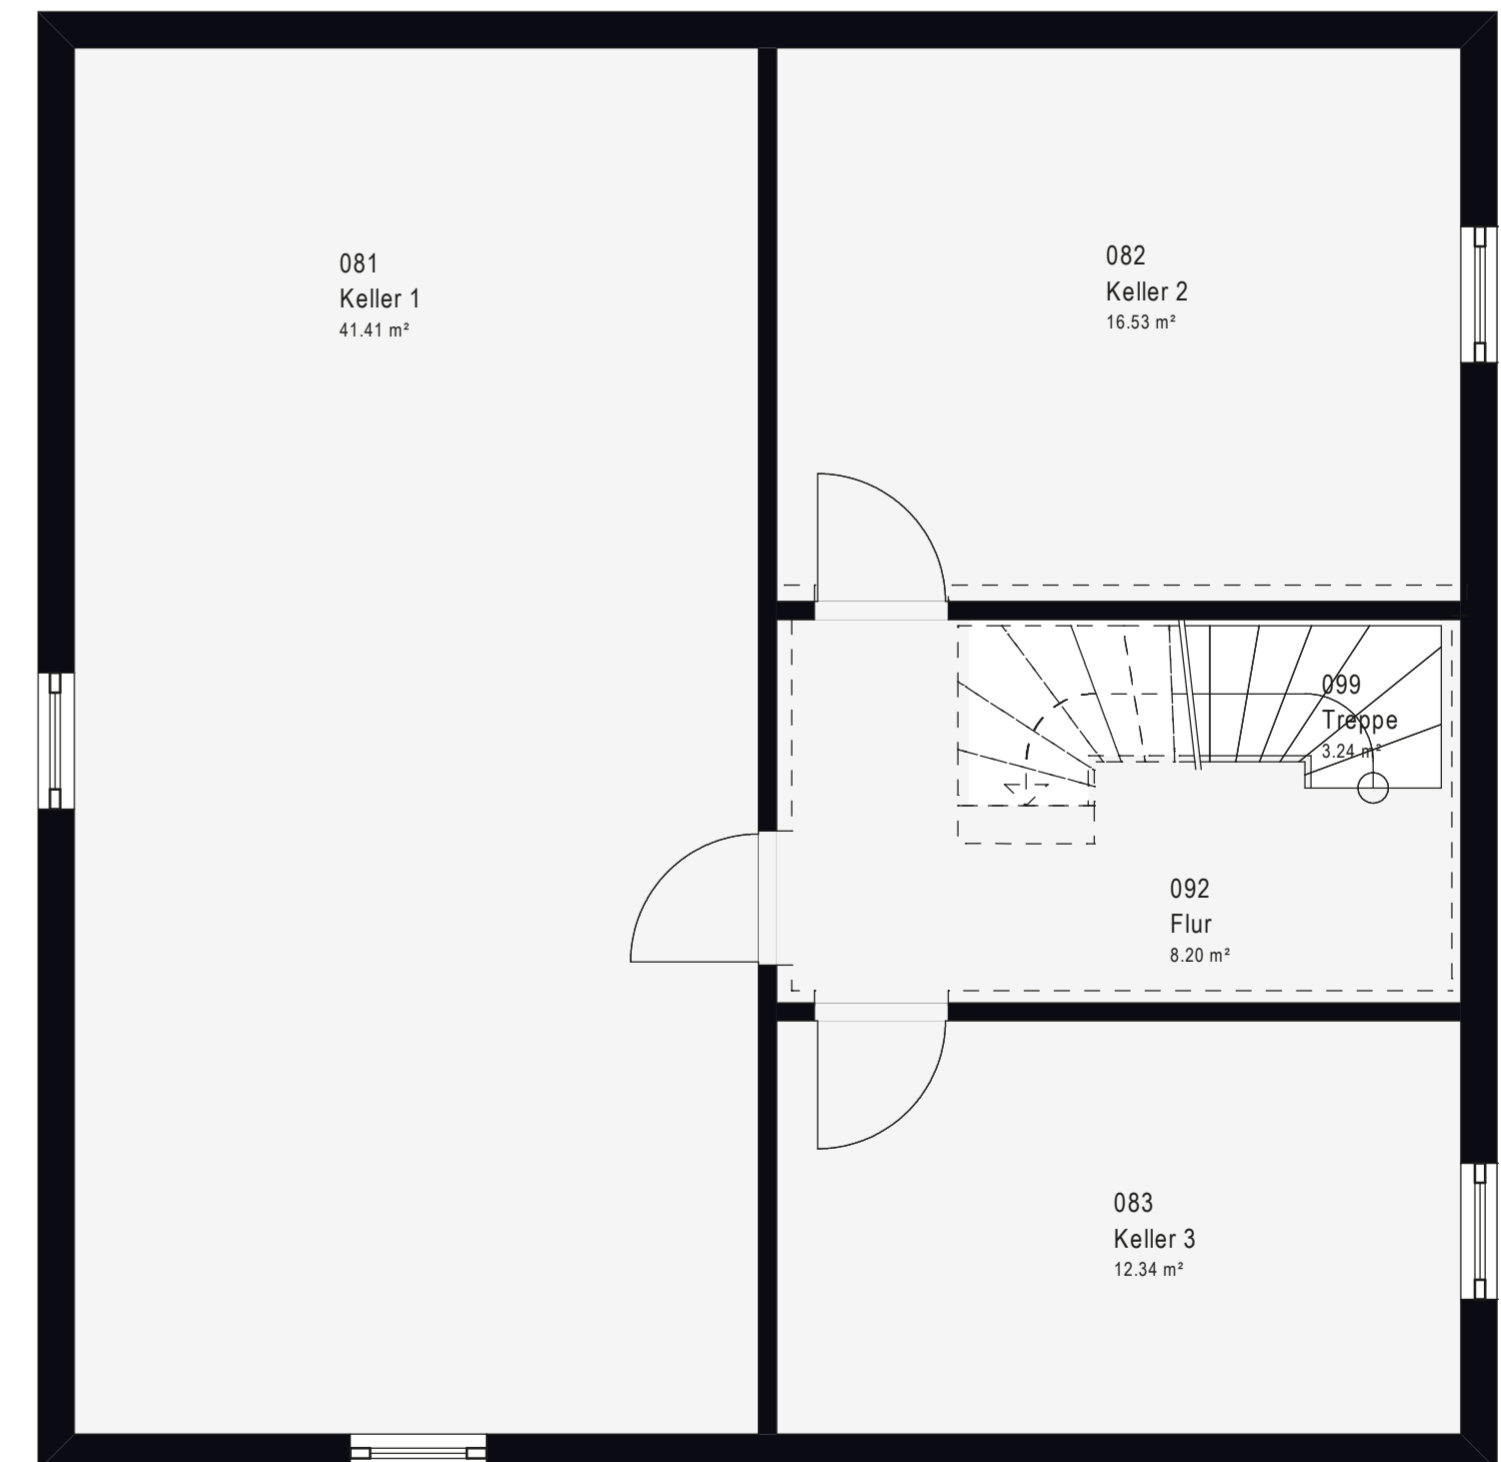 081
Keller 1
41.41 m²
082
Keller 2
16.53 m²
099
Treppe
3.24 m²
092
Flur
8.20 m²
083
Keller 3
12.34 m²